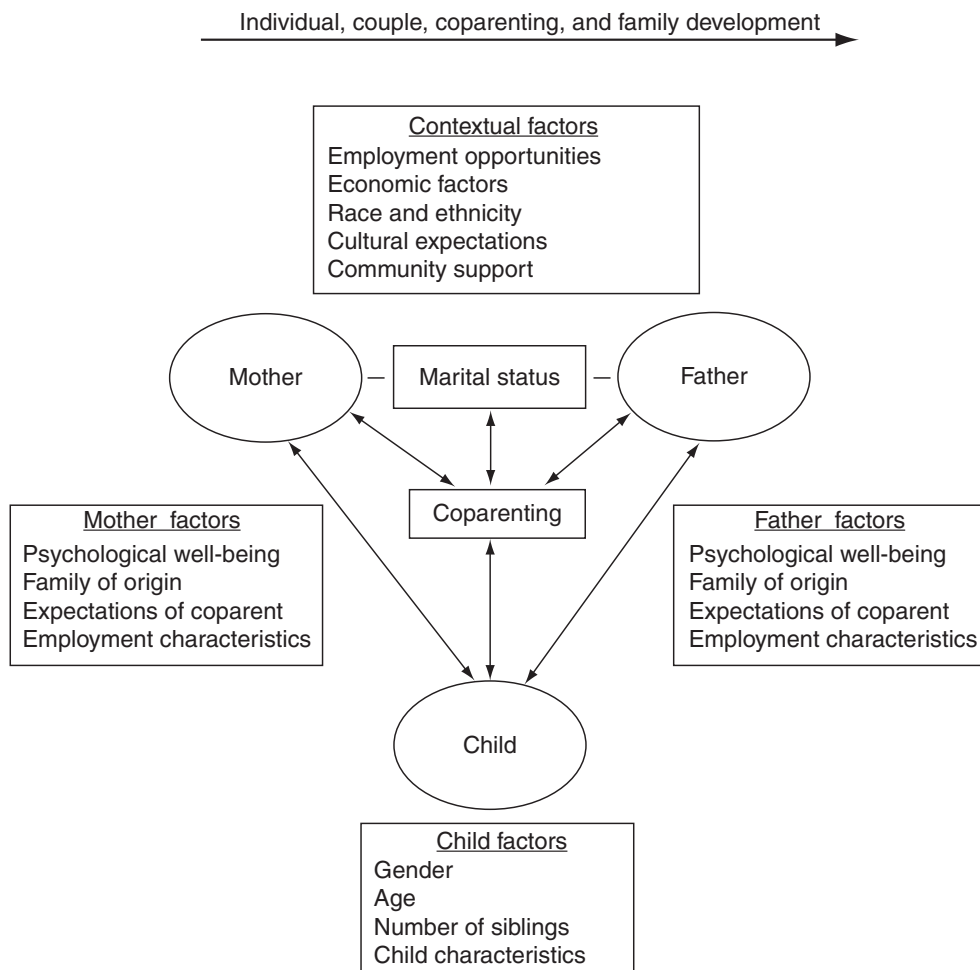 Individual, couple, coparenting, and family development
Contextual factors
Employment opportunities
Economic factors
Race and ethnicity
Cultural expectations
Community support
Mother
Marital status
Father
Coparenting
Mother factors
Psychological well-being
Family of origin
Expectations of coparent
Employment characteristics
Father factors
Psychological well-being
Family of origin
Expectations of coparent
Employment characteristics
Child
Child factors
Gender
Age
Number of siblings
Child characteristics